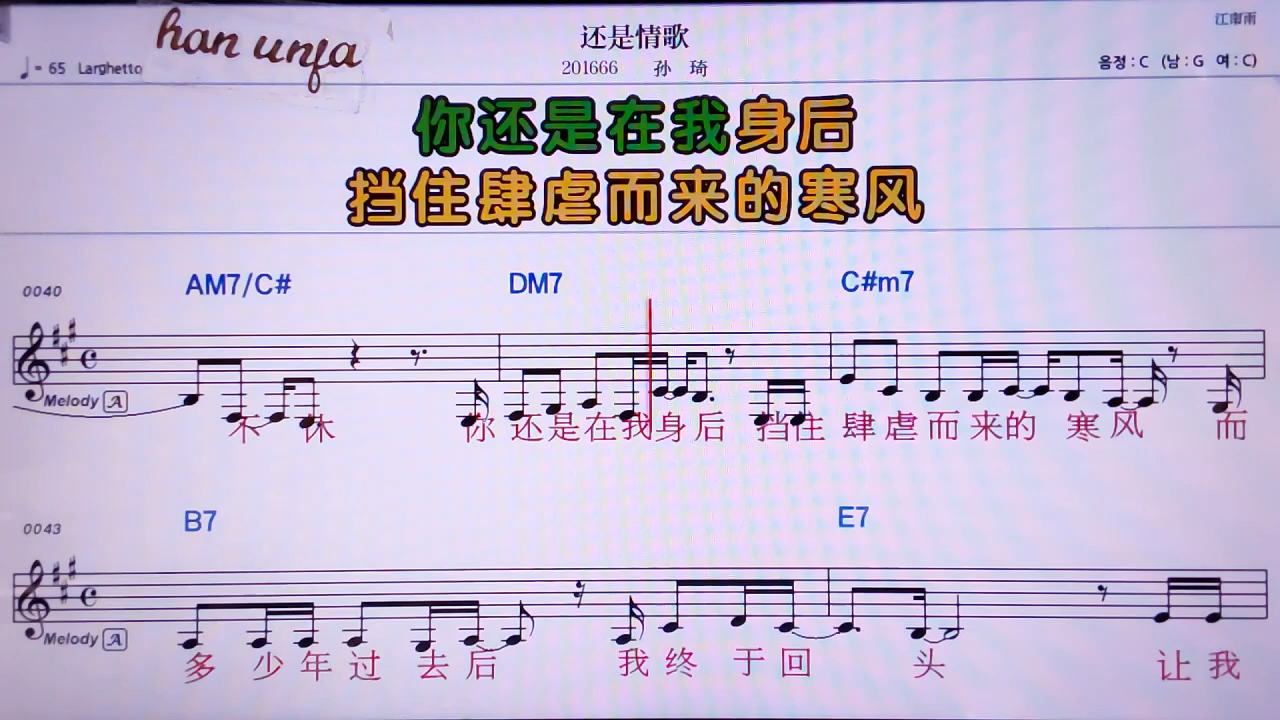 han unfa
还是情歌
江南雨
♩= 65 Larghetto
201666 孙 琦
음정 : C (남 : G 여 : C)
你还是在我身后
挡住肆虐而来的寒风
0040
AM7/C# DM7 C#m7
Melody A
不 休 你 还是在我身后 挡住 肆虐而来的 寒风 而
0043
B7 E7
Melody A
多 少年过 去后 我终 于回 头 让我